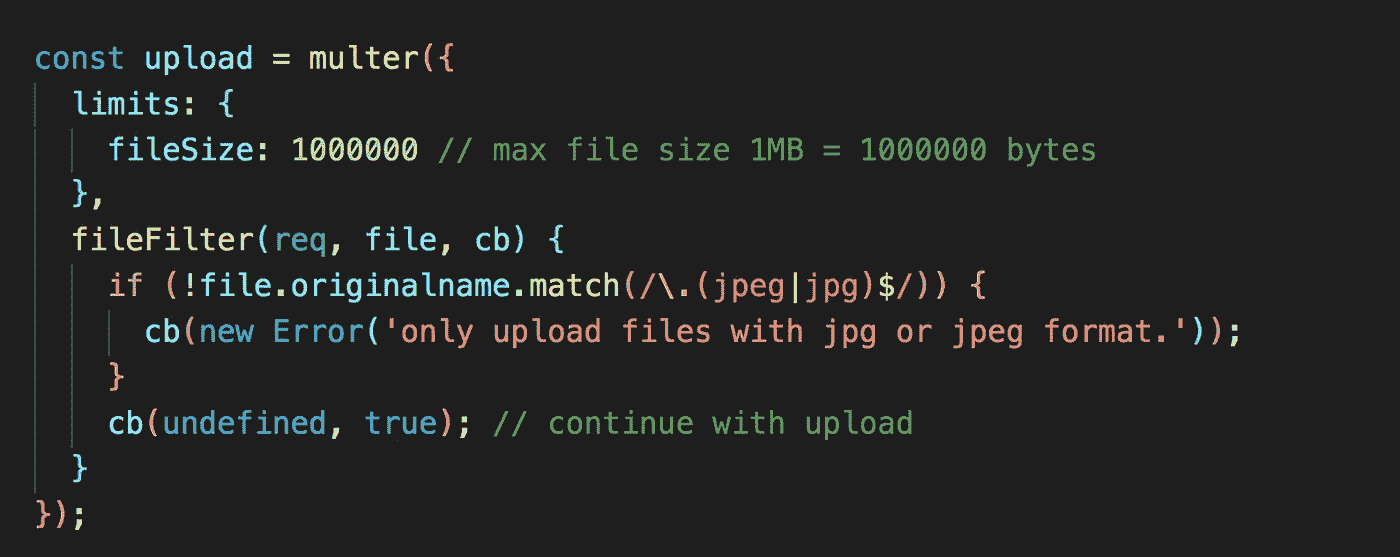 const upload = multer({
  limits: {
    fileSize: 1000000 // max file size 1MB = 1000000 bytes
  },
  fileFilter(req, file, cb) {
    if (!file.originalname.match(/\.(jpeg|jpg)$/)) {
      cb(new Error('only upload files with jpg or jpeg format.'));
    }
    cb(undefined, true); // continue with upload
  }
});